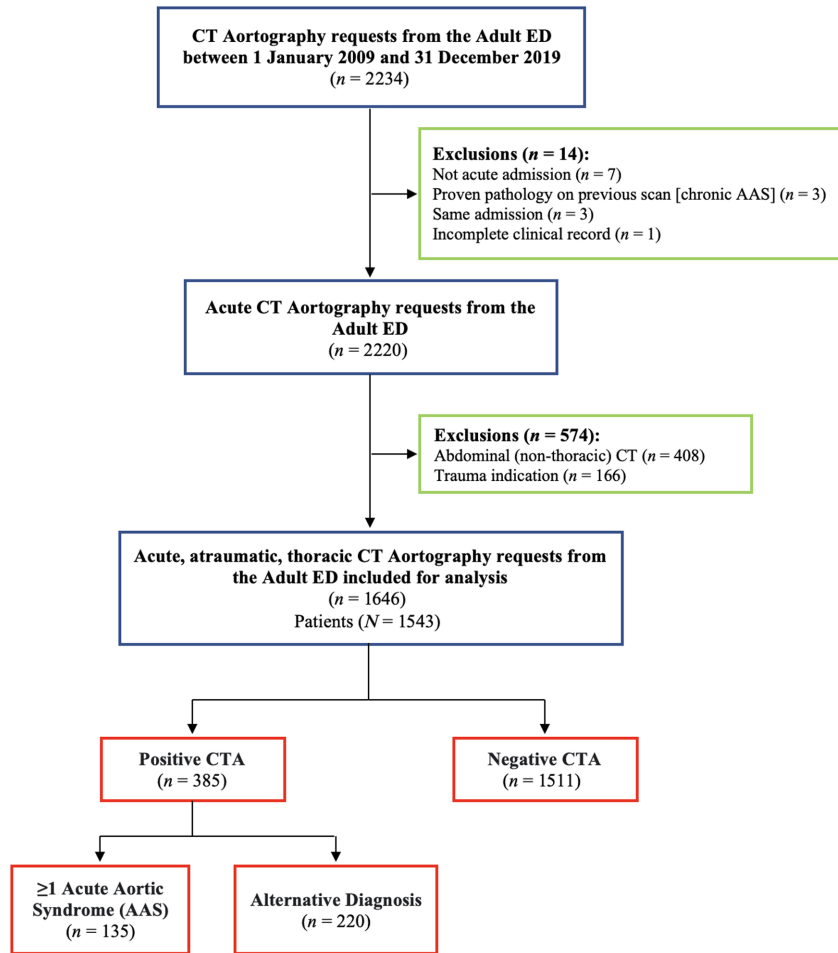 CT Aortography requests from the Adult ED
between 1 January 2009 and 31 December 2019
(n = 2234)
Exclusions (n = 14):
Not acute admission (n = 7)
Proven pathology on previous scan [chronic AAS] (n = 3)
Same admission (n = 3)
Incomplete clinical record (n = 1)
Acute CT Aortography requests from the
Adult ED
(n = 2220)
Exclusions (n = 574):
Abdominal (non-thoracic) CT (n = 408)
Trauma indication (n = 166)
Acute, atraumatic, thoracic CT Aortography requests from
the Adult ED included for analysis
(n = 1646)
Patients (N = 1543)
Positive CTA
(n = 385)
Negative CTA
(n = 1511)
≥1 Acute Aortic
Syndrome (AAS)
(n = 135)
Alternative Diagnosis
(n = 220)